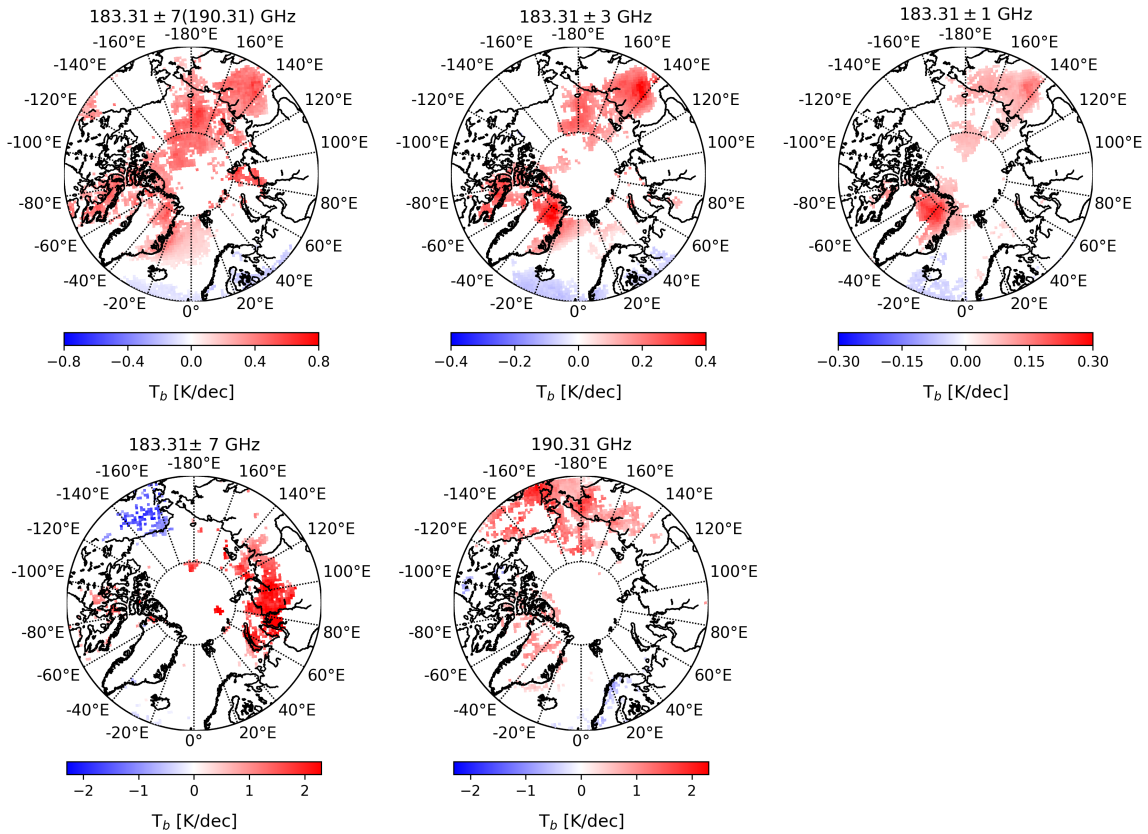 183.31 ± 7(190.31) GHz
-180°E
-160°E 160°E
-140°E 140°E
-120°E 120°E
-100°E 100°E
-80°E 80°E
-60°E 60°E
-40°E 40°E
-20°E 20°E
0°
−0.8 −0.4 0.0 0.4 0.8
T_b [K/dec]
183.31 ± 3 GHz
-180°E
-160°E 160°E
-140°E 140°E
-120°E 120°E
-100°E 100°E
-80°E 80°E
-60°E 60°E
-40°E 40°E
-20°E 20°E
0°
−0.4 −0.2 0.0 0.2 0.4
T_b [K/dec]
183.31 ± 1 GHz
-180°E
-160°E 160°E
-140°E 140°E
-120°E 120°E
-100°E 100°E
-80°E 80°E
-60°E 60°E
-40°E 40°E
-20°E 20°E
0°
−0.30 −0.15 0.00 0.15 0.30
T_b [K/dec]
183.31± 7 GHz
-180°E
-160°E 160°E
-140°E 140°E
-120°E 120°E
-100°E 100°E
-80°E 80°E
-60°E 60°E
-40°E 40°E
-20°E 20°E
0°
−2 −1 0 1 2
T_b [K/dec]
190.31 GHz
-180°E
-160°E 160°E
-140°E 140°E
-120°E 120°E
-100°E 100°E
-80°E 80°E
-60°E 60°E
-40°E 40°E
-20°E 20°E
0°
−2 −1 0 1 2
T_b [K/dec]